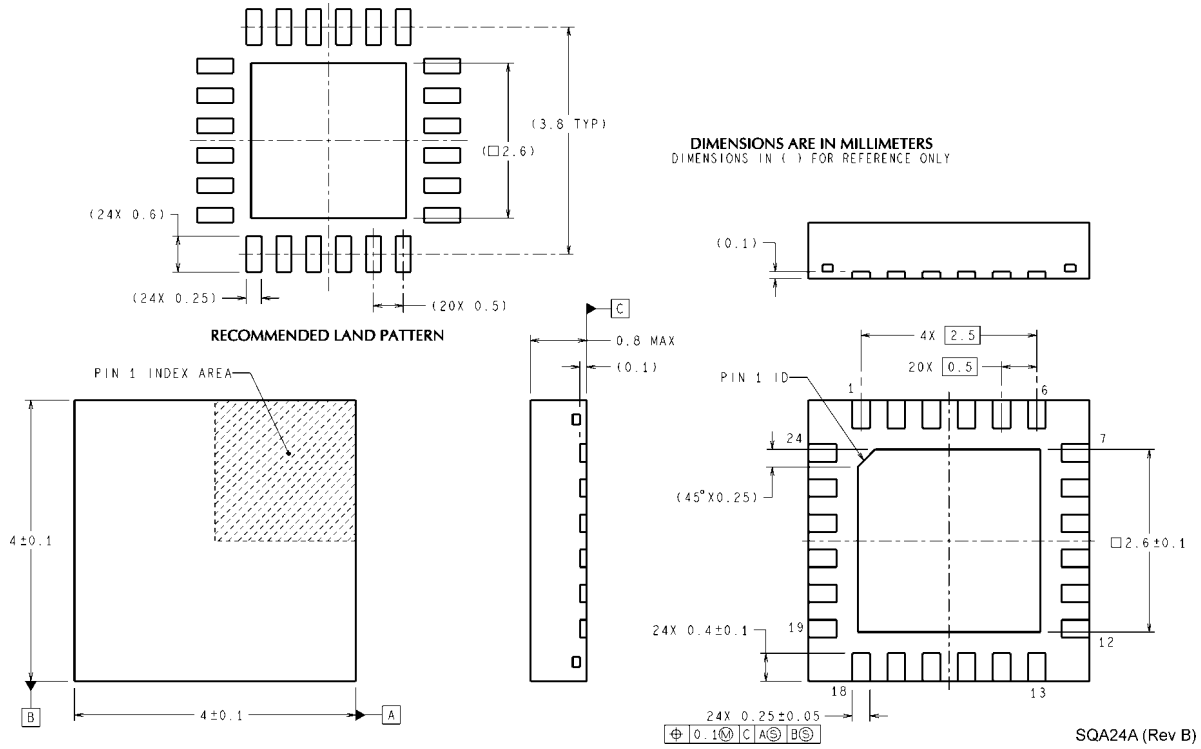 (3.8 TYP)
(□2.6)
DIMENSIONS ARE IN MILLIMETERS
DIMENSIONS IN ( ) FOR REFERENCE ONLY
(24X 0.6)
(0.1)
(24X 0.25)
(20X 0.5)
RECOMMENDED LAND PATTERN
C
0.8 MAX
(0.1)
PIN 1 INDEX AREA
4X 2.5
20X 0.5
PIN 1 ID
1
6
24
7
(45°X0.25)
4±0.1
□2.6±0.1
24X 0.4±0.1
19
12
18
13
B
4±0.1
A
24X 0.25±0.05
⌖ 0.1Ⓜ C AⓈ BⓈ
SQA24A (Rev B)